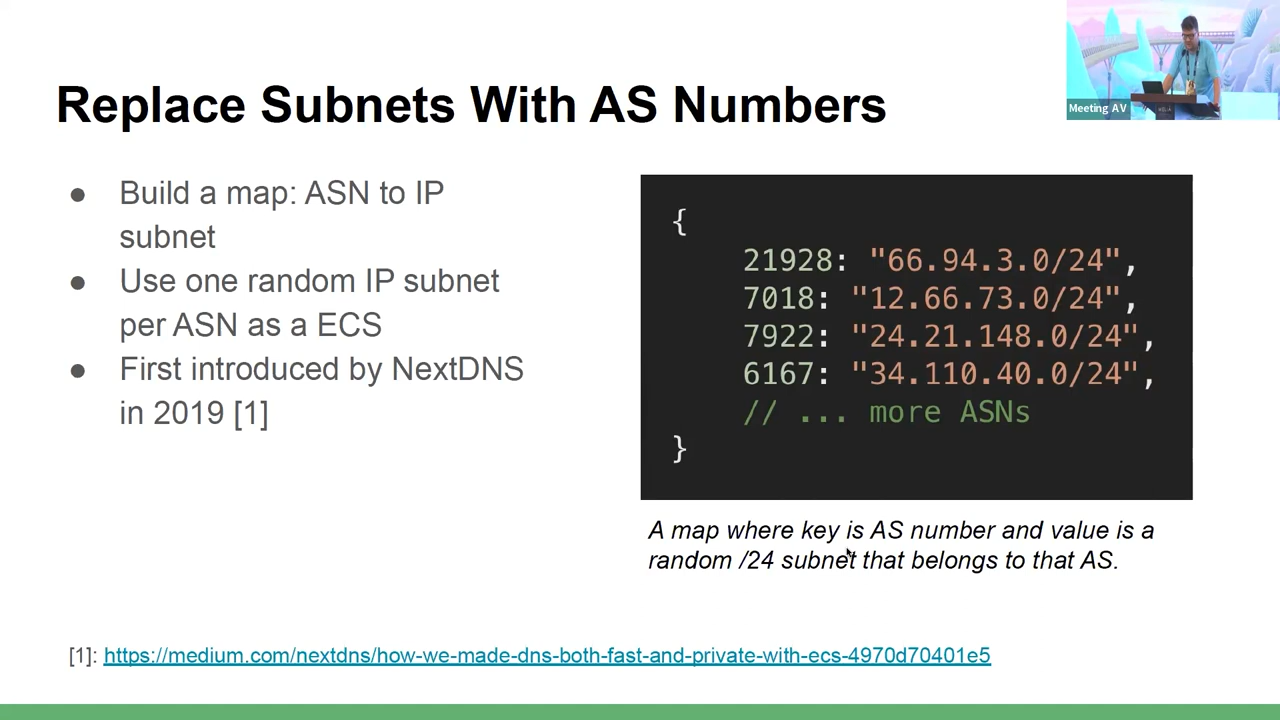 Replace Subnets With AS Numbers
Meeting AV
● Build a map: ASN to IP
subnet
● Use one random IP subnet
per ASN as a ECS
● First introduced by NextDNS
in 2019 [1]
{
21928: "66.94.3.0/24",
7018: "12.66.73.0/24",
7922: "24.21.148.0/24",
6167: "34.110.40.0/24",
// ... more ASNs
}
A map where key is AS number and value is a
random /24 subnet that belongs to that AS.
[1]: https://medium.com/nextdns/how-we-made-dns-both-fast-and-private-with-ecs-4970d70401e5